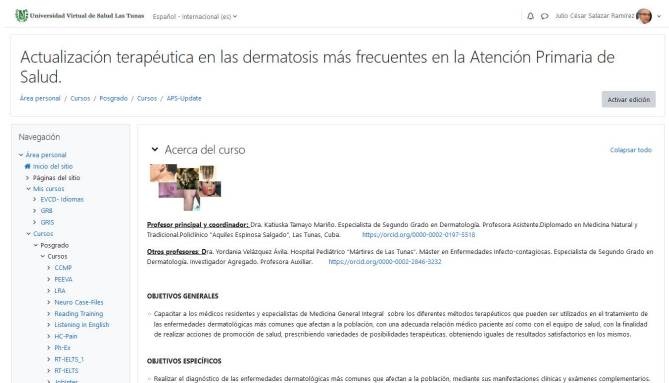 Universidad Virtual de Salud Las Tunas Español - Internacional (es)
Julio César Salazar Ramírez
Actualización terapéutica en las dermatosis más frecuentes en la Atención Primaria de
Salud.
Área personal / Cursos / Posgrado / Cursos / APS-Update
Activar edición
Navegación
Área personal
Inicio del sitio
Páginas del sitio
Mis cursos
EVCD- Idiomas
GRB
GRIS
Cursos
Posgrado
Cursos
CCMP
PEEVA
LRA
Neuro Case-Files
Reading Training
Listening in English
HC-Pain
Ph-Ex
RT-IELTS_1
RT-IELTS
JobInter
Acerca del curso
Colapsar todo
Profesor principal y coordinador: Dra. Katiuska Tamayo Mariño. Especialista de Segundo Grado en Dermatología. Profesora Asistente.Diplomado en Medicina Natural y
Tradicional.Policlínico "Aquiles Espinosa Salgado", Las Tunas. https://orcid.org/0000-0002-0197-5518
Otros profesores: Dra. Yordania Velázquez Ávila. Hospital Pediátrico "Mártires de Las Tunas". Máster en Enfermedades Infecto-contagiosas. Especialista de Segundo Grado en
Dermatología. Investigador Agregado. Profesora Auxiliar. https://orcid.org/0000-0002-2846-3232
OBJETIVOS GENERALES
Capacitar a los médicos residentes y especialistas de Medicina General Integral sobre los diferentes métodos terapéuticos que pueden ser utilizados en el tratamiento de
las enfermedades dermatológicas más comunes que afectan a la población, con una adecuada relación médico paciente así como con el equipo de salud, con la finalidad
de realizar acciones de promoción de salud, prescribiendo variedades de posibilidades terapéuticas, obteniendo iguales de resultados satisfactorios en los mismos.
OBJETIVOS ESPECÍFICOS
Realizar el diagnóstico de las enfermedades dermatológicas más comunes que afectan a la población, mediante sus manifestaciones clínicas y exámenes complementarios.